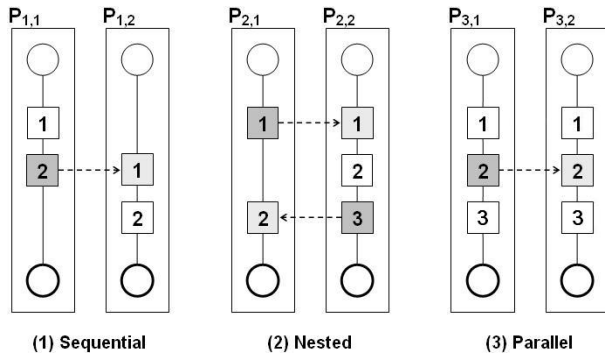 P1,1 P1,2 P2,1 P2,2 P3,1 P3,2
1 1 1 1 1
2 1 2 2 2
2 2 3 3 3
(1) Sequential (2) Nested (3) Parallel